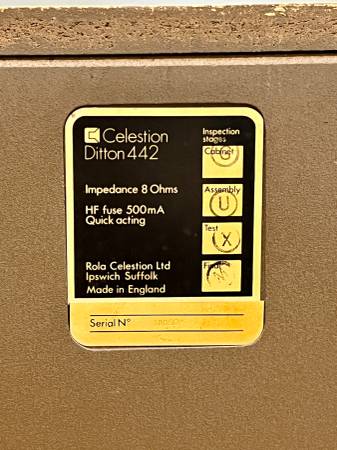 Celestion
Ditton 442
Impedance 8 Ohms
HF fuse 500mA
Quick acting
Rola Celestion Ltd
Ipswich Suffolk
Made in England
Inspection
stages
Cabinet
G
Assembly
U
Test
X
Serial Nº